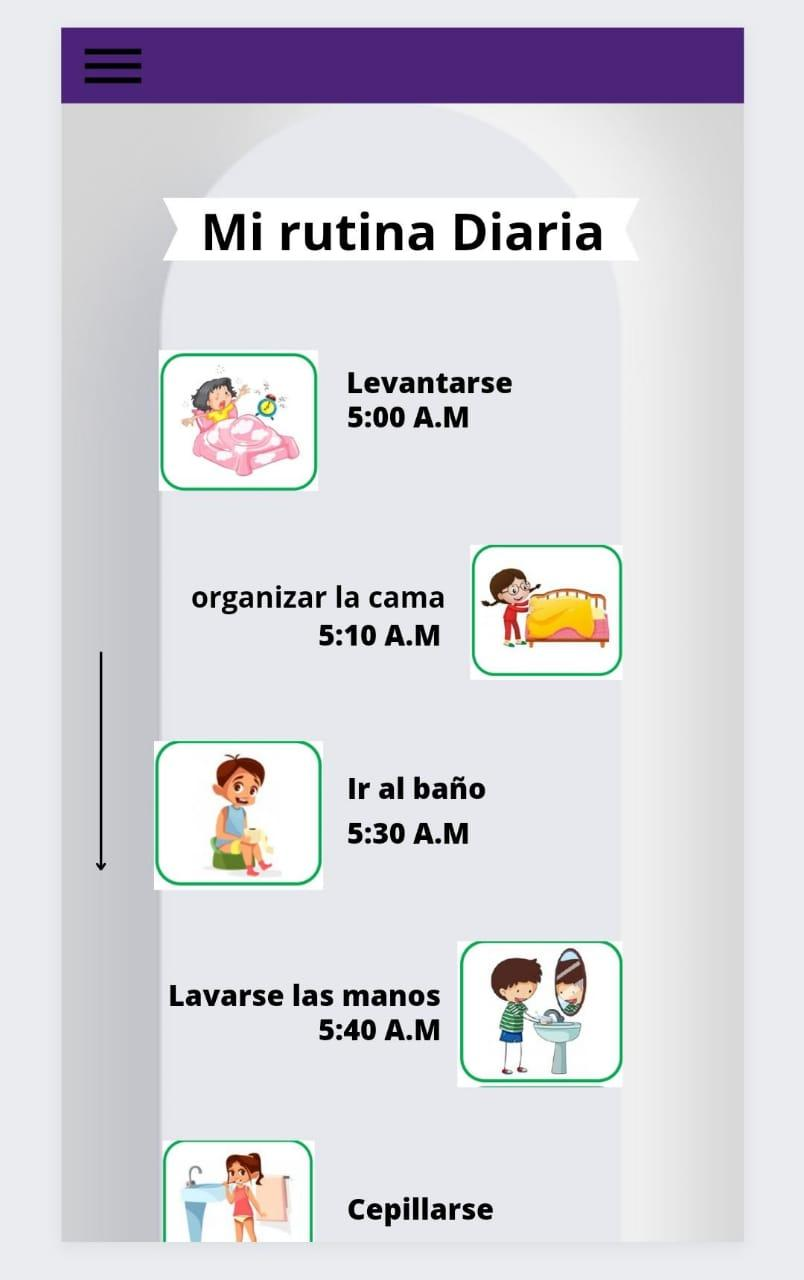 Mi rutina Diaria
Levantarse
5:00 A.M
organizar la cama
5:10 A.M
Ir al baño
5:30 A.M
Lavarse las manos
5:40 A.M
Cepillarse